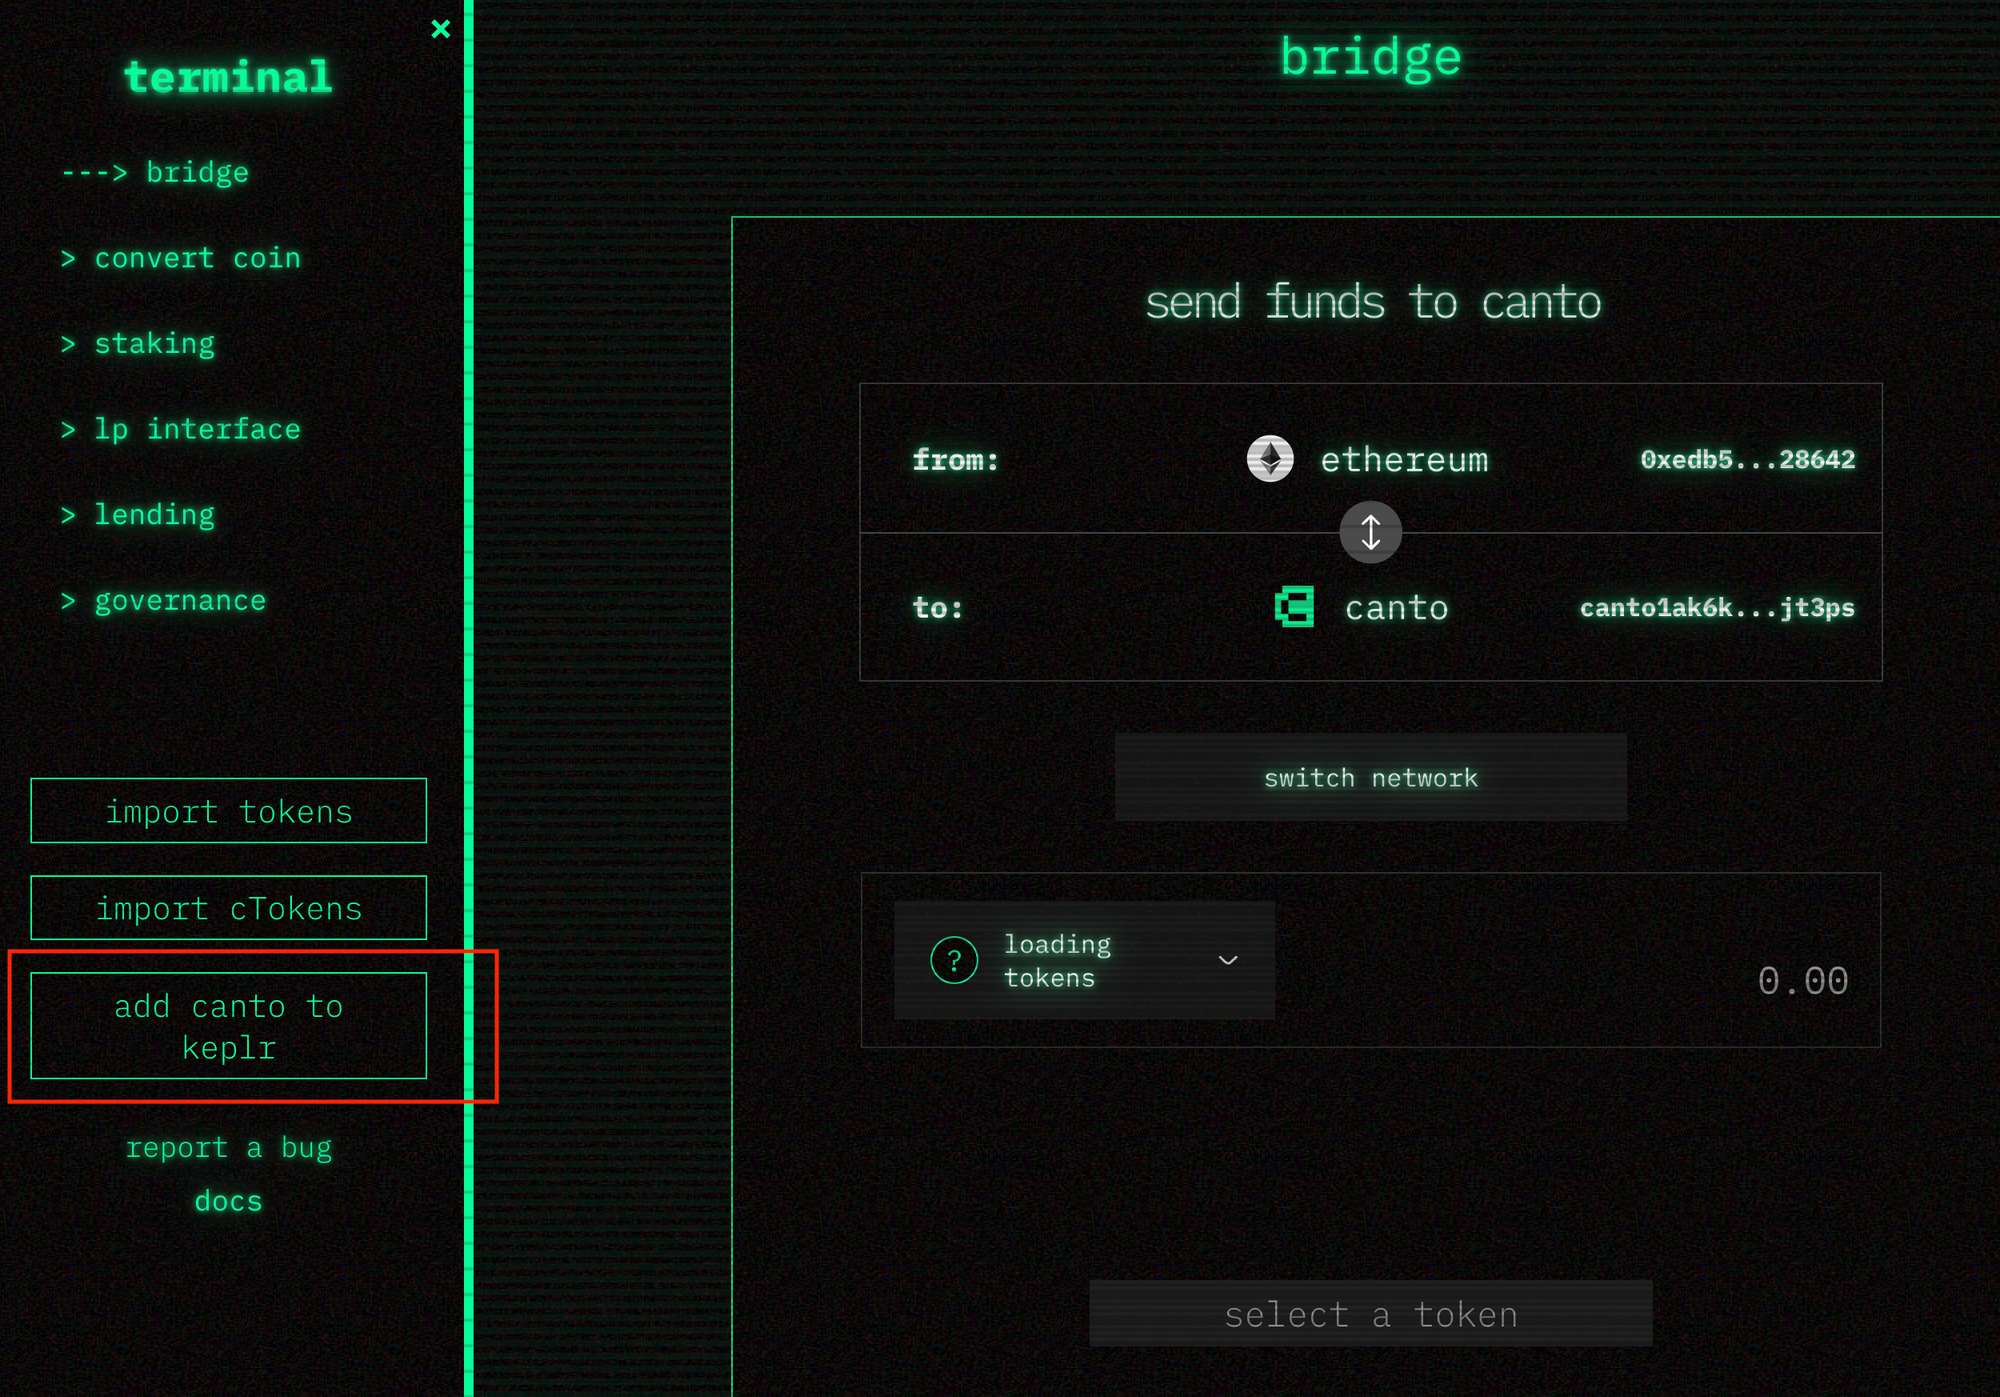 ×
terminal
---> bridge
> convert coin
> staking
> lp interface
> lending
> governance
import tokens
import cTokens
add canto to
keplr
report a bug
docs
bridge
send funds to canto
from: ethereum 0xedb5...28642
to: canto canto1ak6k...jt3ps
switch network
? loading
tokens
0.00
select a token